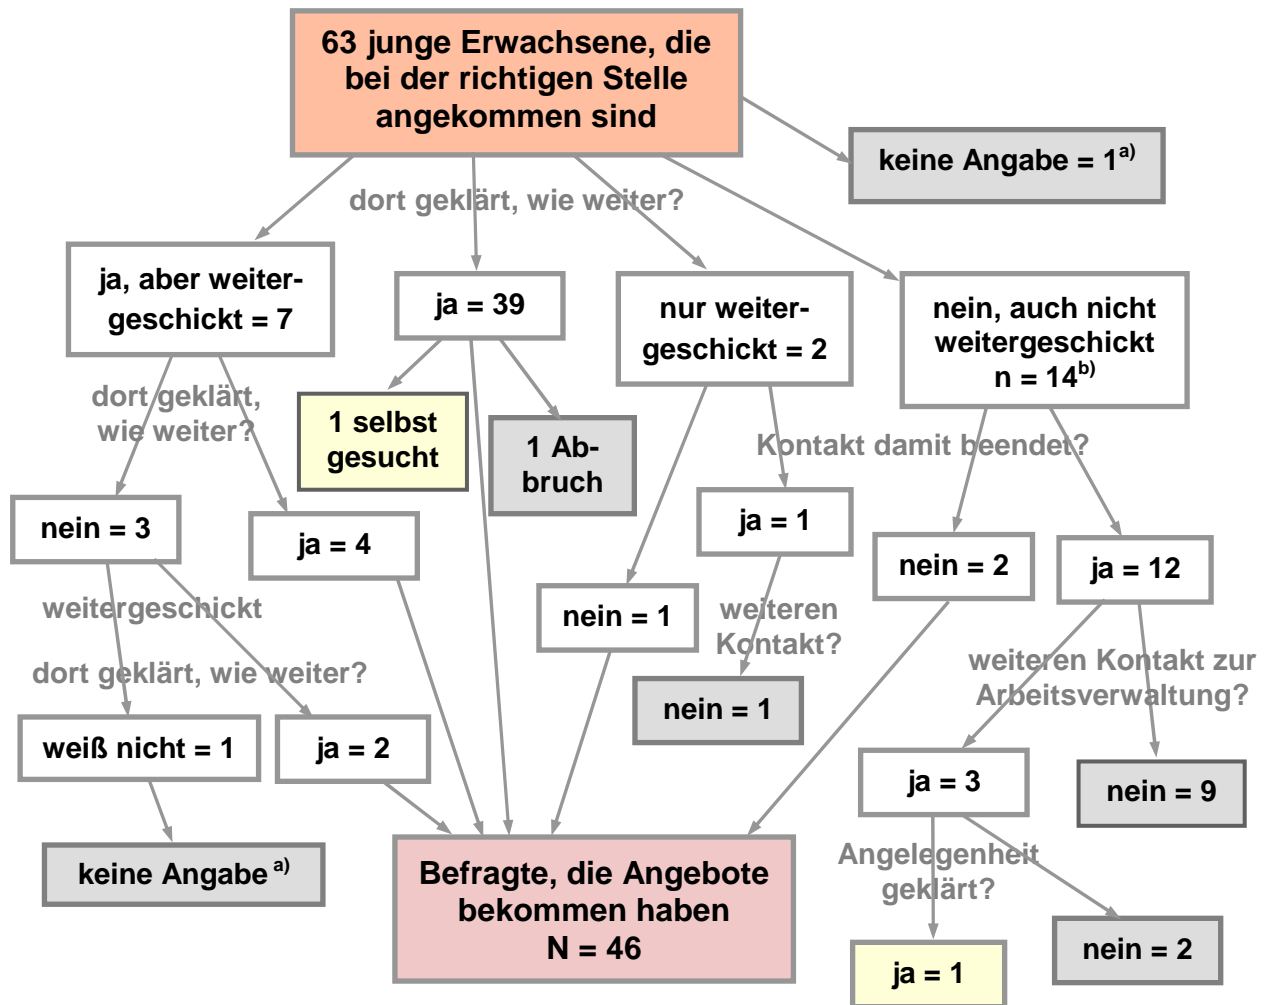 63 junge Erwachsene, die
bei der richtigen Stelle
angekommen sind
keine Angabe = 1a)
dort geklärt, wie weiter?
ja, aber weiter-
geschickt = 7
ja = 39
nur weiter-
geschickt = 2
nein, auch nicht
weitergeschickt
n = 14b)
dort geklärt,
wie weiter?
1 selbst
gesucht
1 Ab-
bruch
Kontakt damit beendet?
nein = 3
ja = 4
ja = 1
nein = 2
ja = 12
weitergeschickt
nein = 1
weiteren
Kontakt?
dort geklärt, wie weiter?
weiteren Kontakt zur
Arbeitsverwaltung?
nein = 1
weiß nicht = 1
ja = 2
ja = 3
nein = 9
keine Angabe a)
Befragte, die Angebote
bekommen haben
N = 46
Angelegenheit
geklärt?
ja = 1
nein = 2